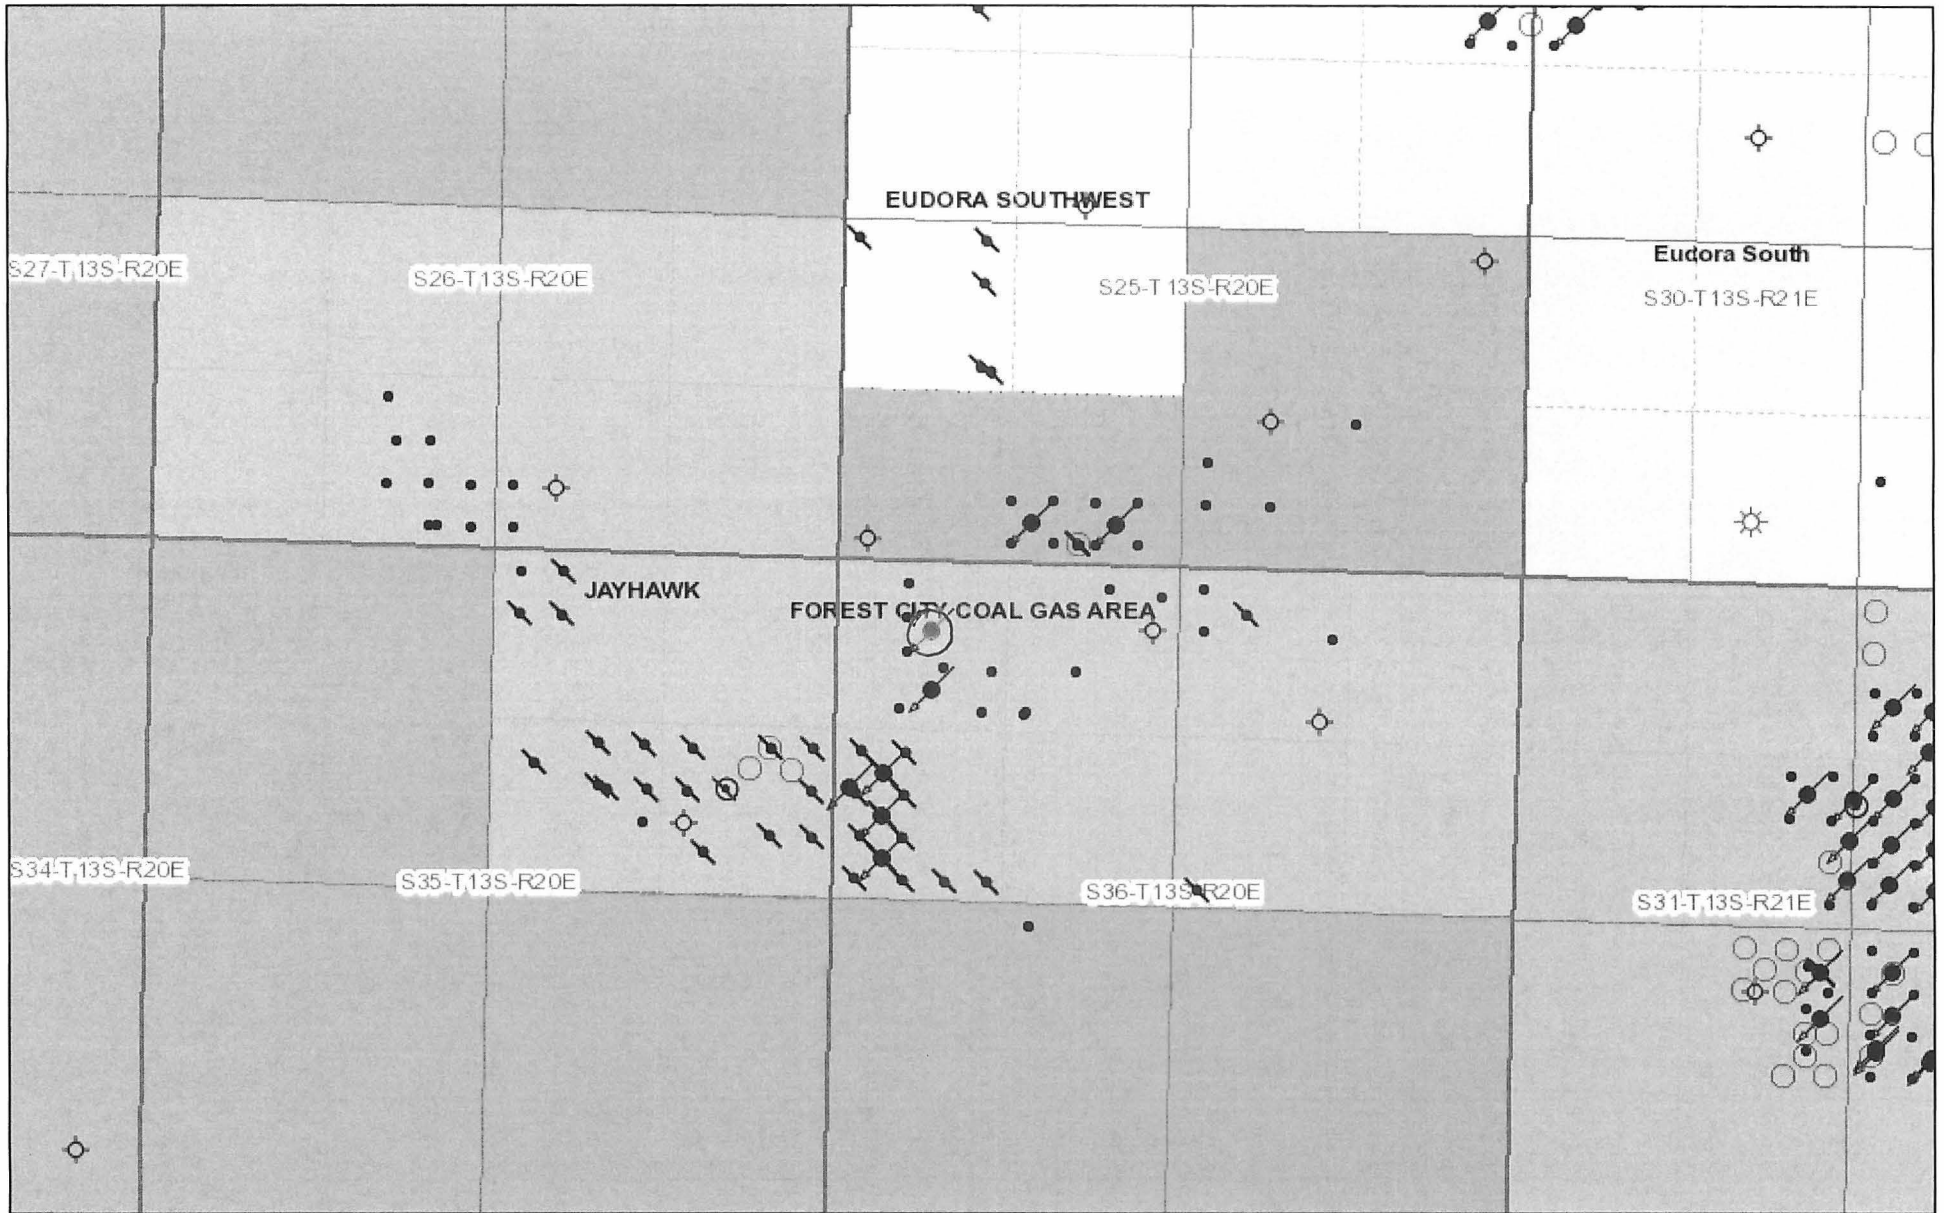 EUDORA SOUTHWEST
Eudora South
S27-T13S-R20E
S26-T13S-R20E
S25-T13S-R20E
S30-T13S-R21E
JAYHAWK
FOREST CITY COAL GAS AREA
S34-T13S-R20E
S35-T13S-R20E
S36-T13S-R20E
S31-T13S-R21E